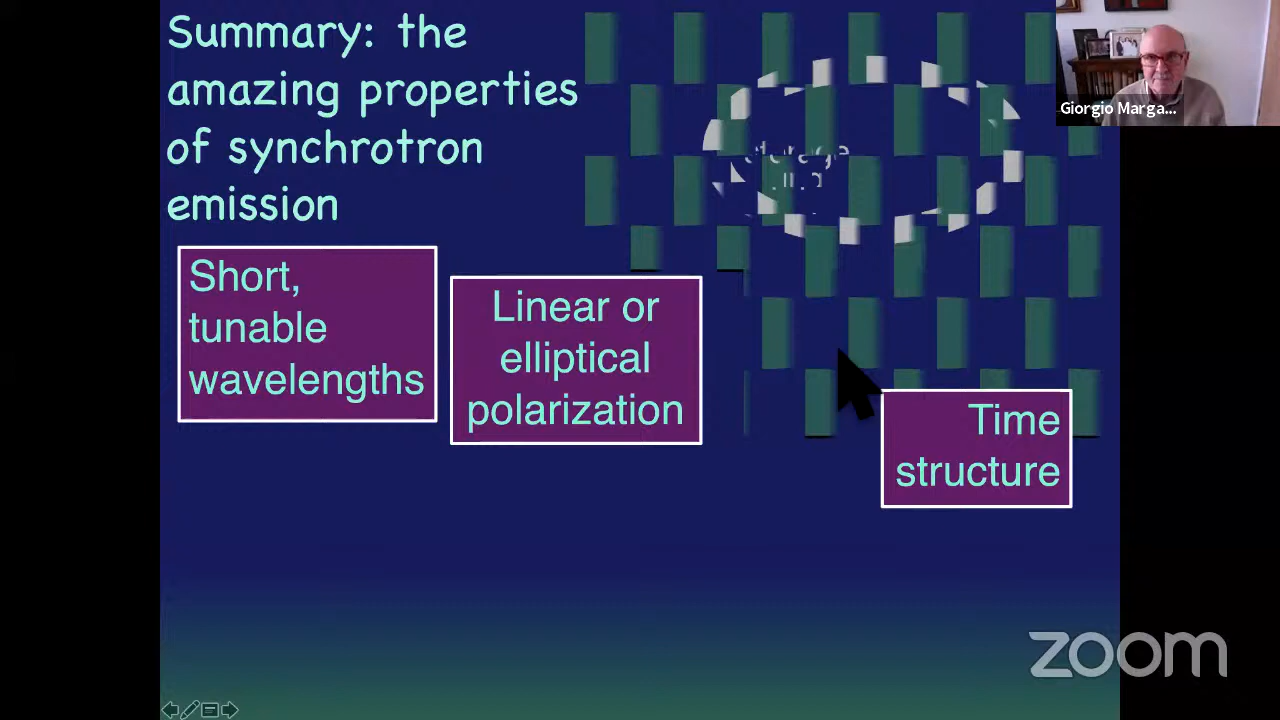 Summary: the
amazing properties
of synchrotron
emission
Giorgio Marga...
Short,
tunable
wavelengths
Linear or
elliptical
polarization
Time
structure
zoom